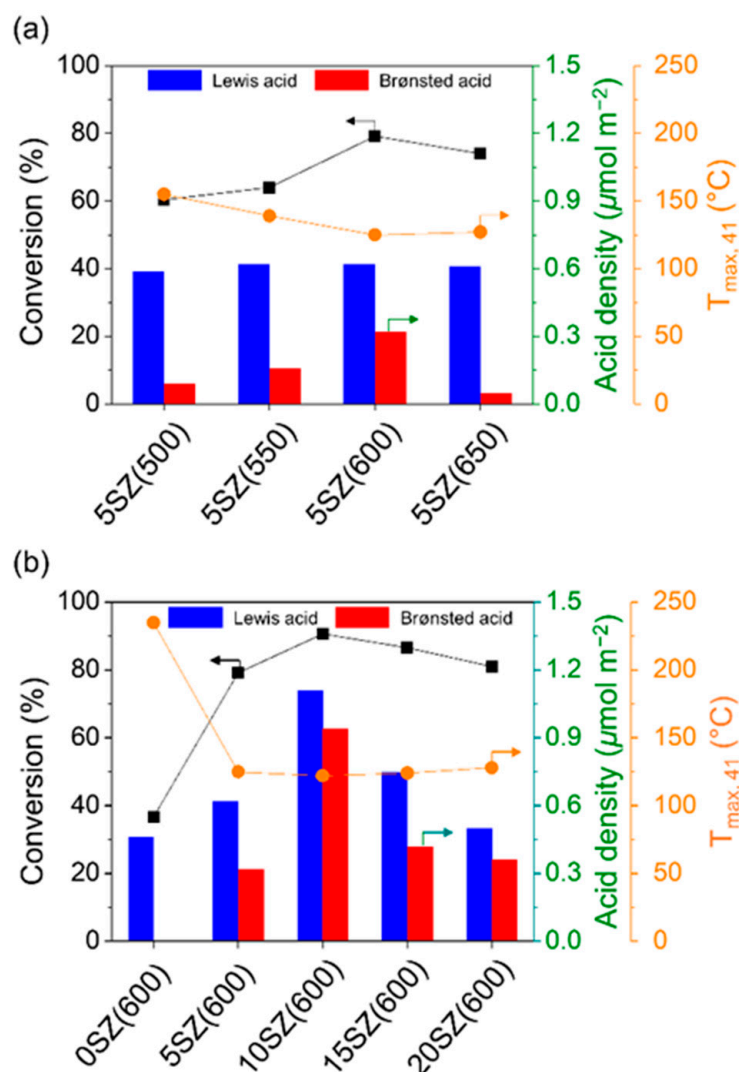 (a)
Lewis acid
Brønsted acid
Conversion (%)
100
80
60
40
20
0
1.5
1.2
0.9
0.6
0.3
0.0
Acid density (µmol m⁻²)
250
200
150
100
50
0
Tmax, 41 (°C)
5SZ(500)
5SZ(550)
5SZ(600)
5SZ(650)
(b)
Lewis acid
Brønsted acid
Conversion (%)
100
80
60
40
20
0
1.5
1.2
0.9
0.6
0.3
0.0
Acid density (µmol m⁻²)
250
200
150
100
50
0
Tmax, 41 (°C)
0SZ(600)
5SZ(600)
10SZ(600)
15SZ(600)
20SZ(600)